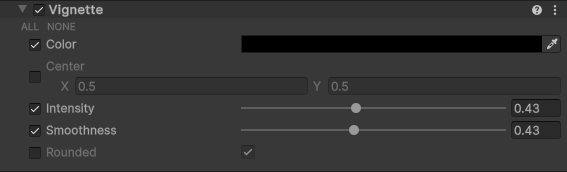 Vignette
ALL NONE
Color
Center
X 0.5 Y 0.5
Intensity 0.43
Smoothness 0.43
Rounded